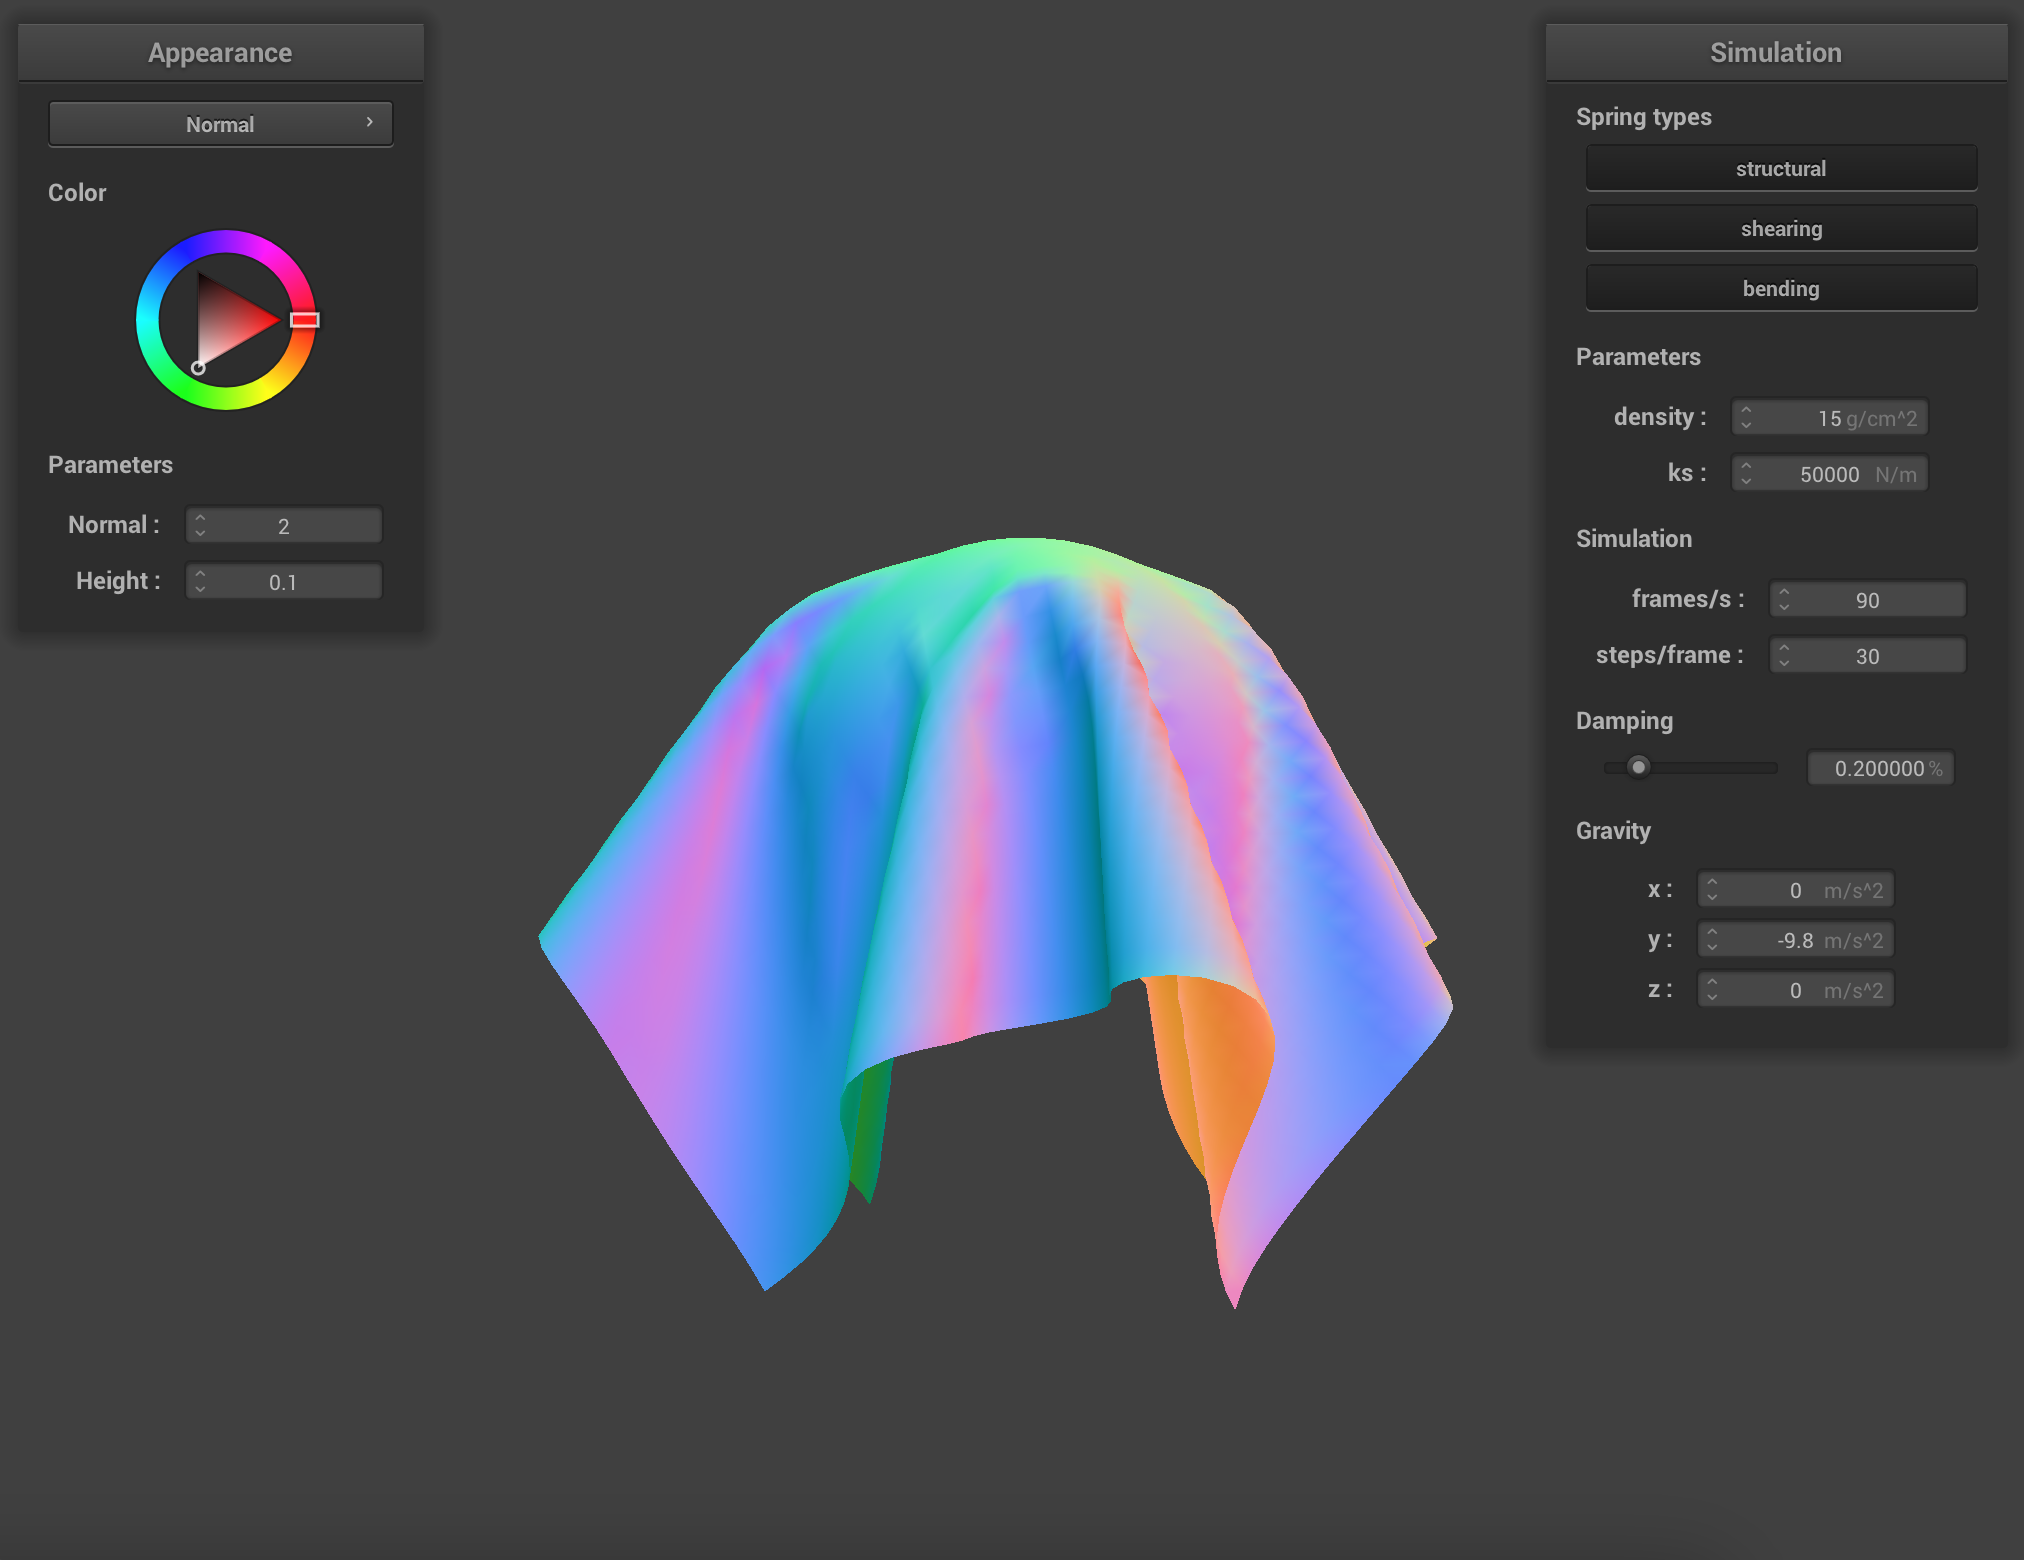 Appearance
Normal
Color
Parameters
Normal : 2
Height : 0.1
Simulation
Spring types
structural
shearing
bending
Parameters
density : 15 g/cm^2
ks : 50000 N/m
Simulation
frames/s : 90
steps/frame : 30
Damping
0.200000 %
Gravity
x : 0 m/s^2
y : -9.8 m/s^2
z : 0 m/s^2